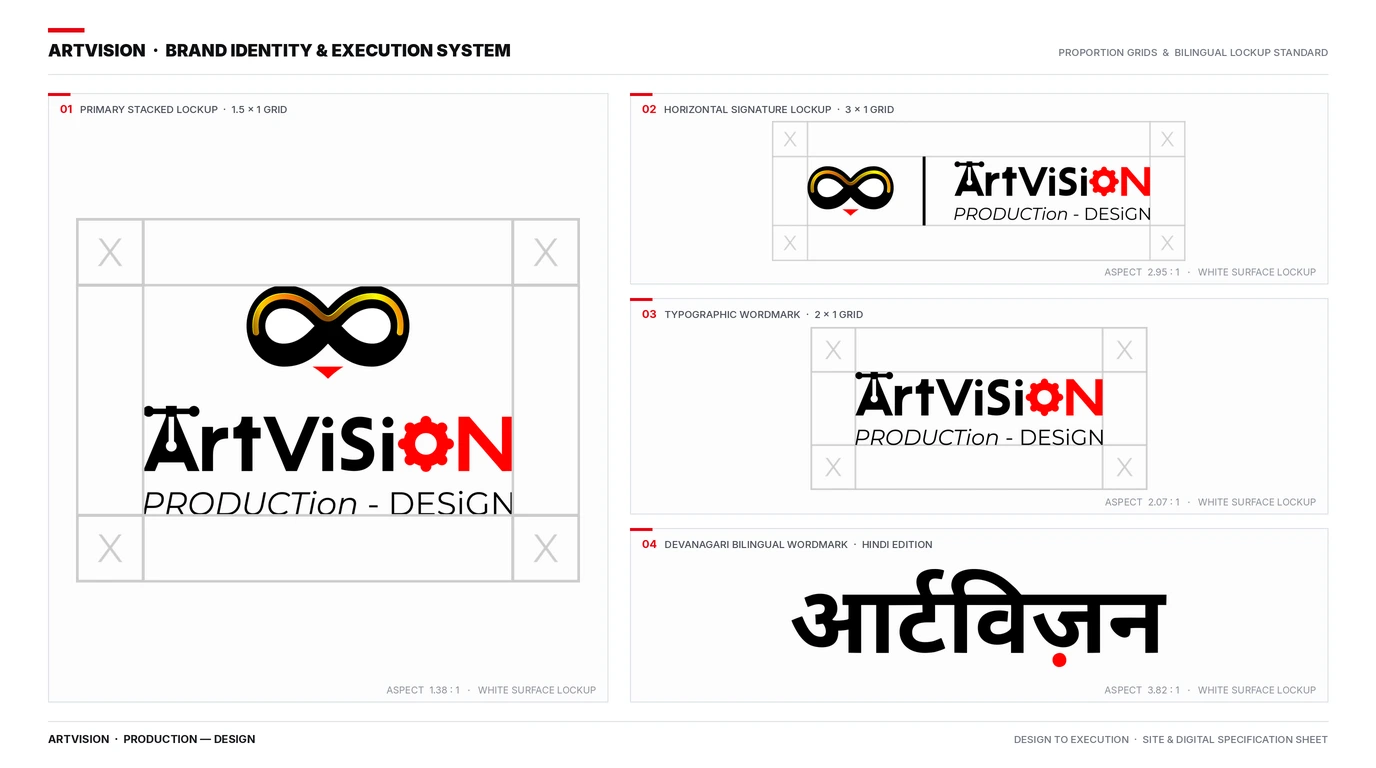 ARTVISION · BRAND IDENTITY & EXECUTION SYSTEM
PROPORTION GRIDS & BILINGUAL LOCKUP STANDARD
01 PRIMARY STACKED LOCKUP · 1.5 × 1 GRID
X X
ArtViSiON
PRODUCTion - DESiGN
X X
ASPECT 1.38 : 1 · WHITE SURFACE LOCKUP
02 HORIZONTAL SIGNATURE LOCKUP · 3 × 1 GRID
X X
ArtViSiON
PRODUCTion - DESiGN
X X
ASPECT 2.95 : 1 · WHITE SURFACE LOCKUP
03 TYPOGRAPHIC WORDMARK · 2 × 1 GRID
X X
ArtViSiON
PRODUCTion - DESiGN
X X
ASPECT 2.07 : 1 · WHITE SURFACE LOCKUP
04 DEVANAGARI BILINGUAL WORDMARK · HINDI EDITION
आर्टविज़न
ASPECT 3.82 : 1 · WHITE SURFACE LOCKUP
ARTVISION · PRODUCTION — DESIGN
DESIGN TO EXECUTION · SITE & DIGITAL SPECIFICATION SHEET